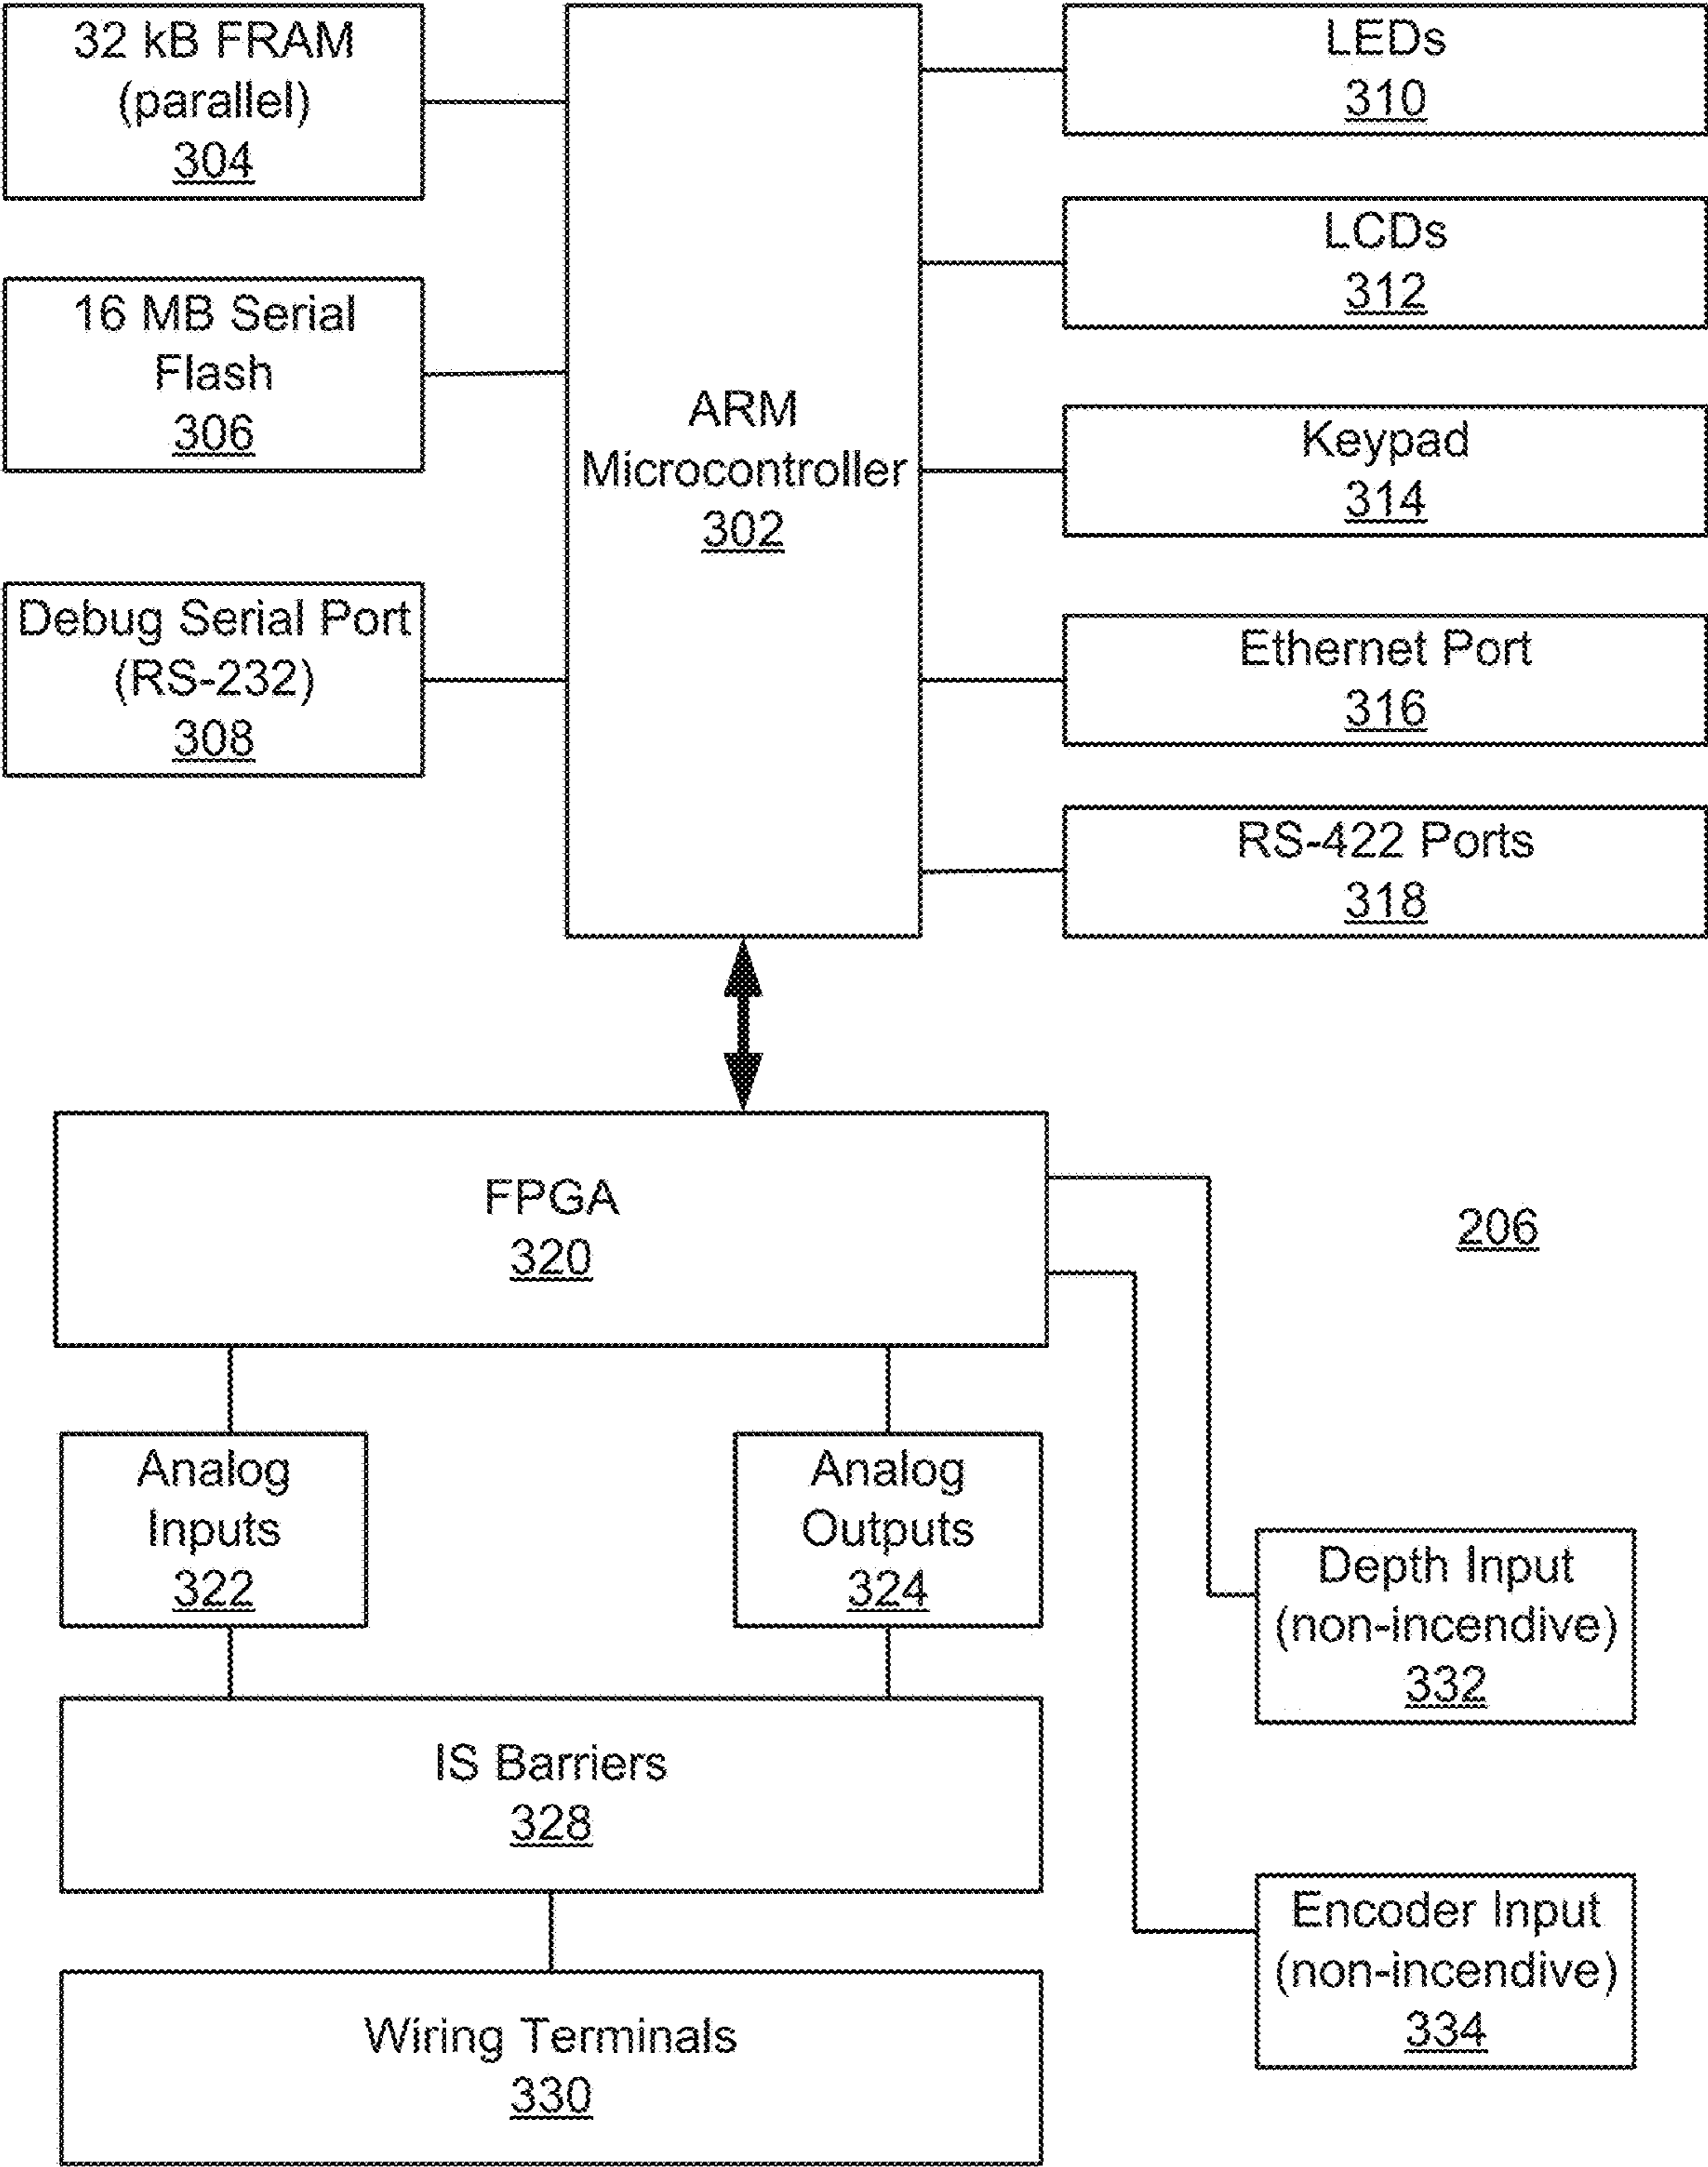 32 kB FRAM
(parallel)
304
16 MB Serial
Flash
306
Debug Serial Port
(RS-232)
308
ARM
Microcontroller
302
LEDs
310
LCDs
312
Keypad
314
Ethernet Port
316
RS-422 Ports
318
FPGA
320
206
Analog
Inputs
322
Analog
Outputs
324
Depth Input
(non-incendive)
332
IS Barriers
328
Encoder Input
(non-incendive)
334
Wiring Terminals
330